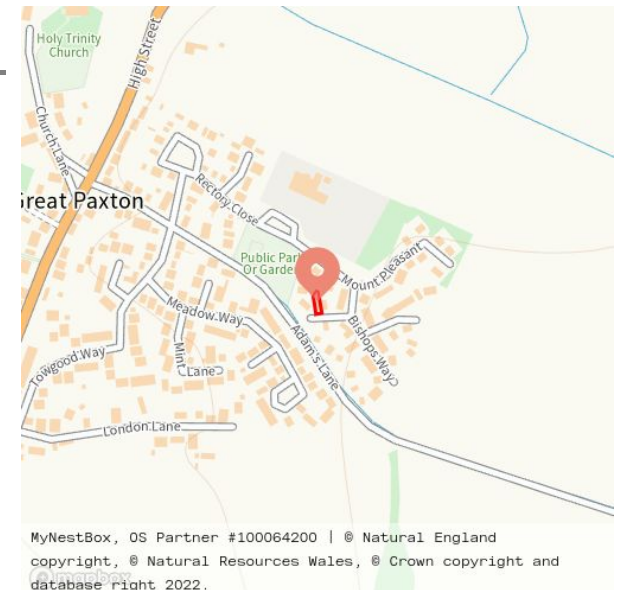 Holy Trinity
Church
High Street
Church Lane
Great Paxton
Rectory Close
Public Park
Or Garden
Mount Pleasant
Meadow Way
Mint Lane
Adam's Lane
Bishops Way
Towgood Way
London Lane
MyNestBox, OS Partner #100064200 | © Natural England
copyright, © Natural Resources Wales, © Crown copyright and
database right 2022.
mapbox